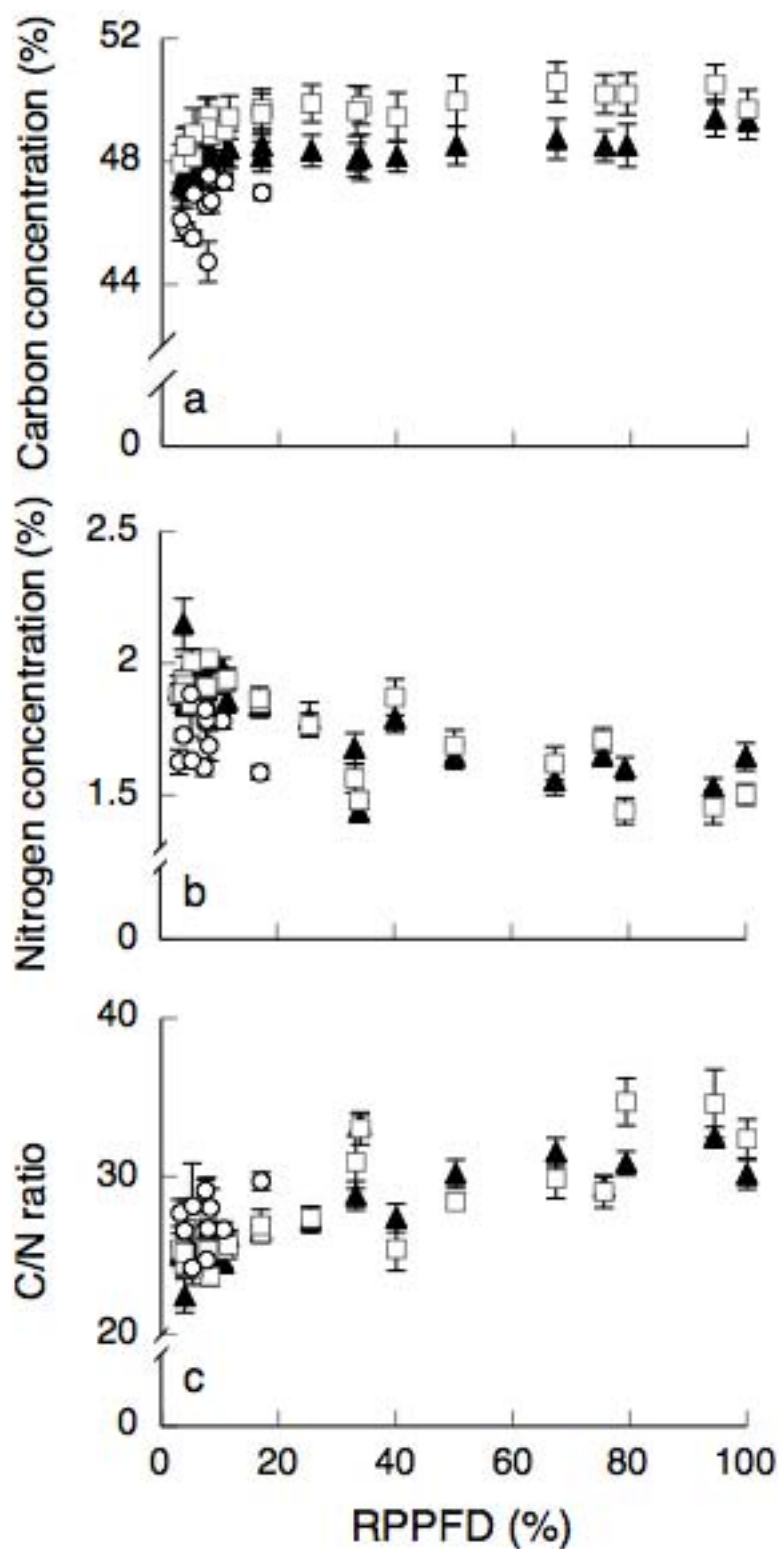 Carbon concentration (%)
52
48
44
0
a
Nitrogen concentration (%)
2.5
2
1.5
0
b
C/N ratio
40
30
20
0
c
0 20 40 60 80 100
RPPFD (%)